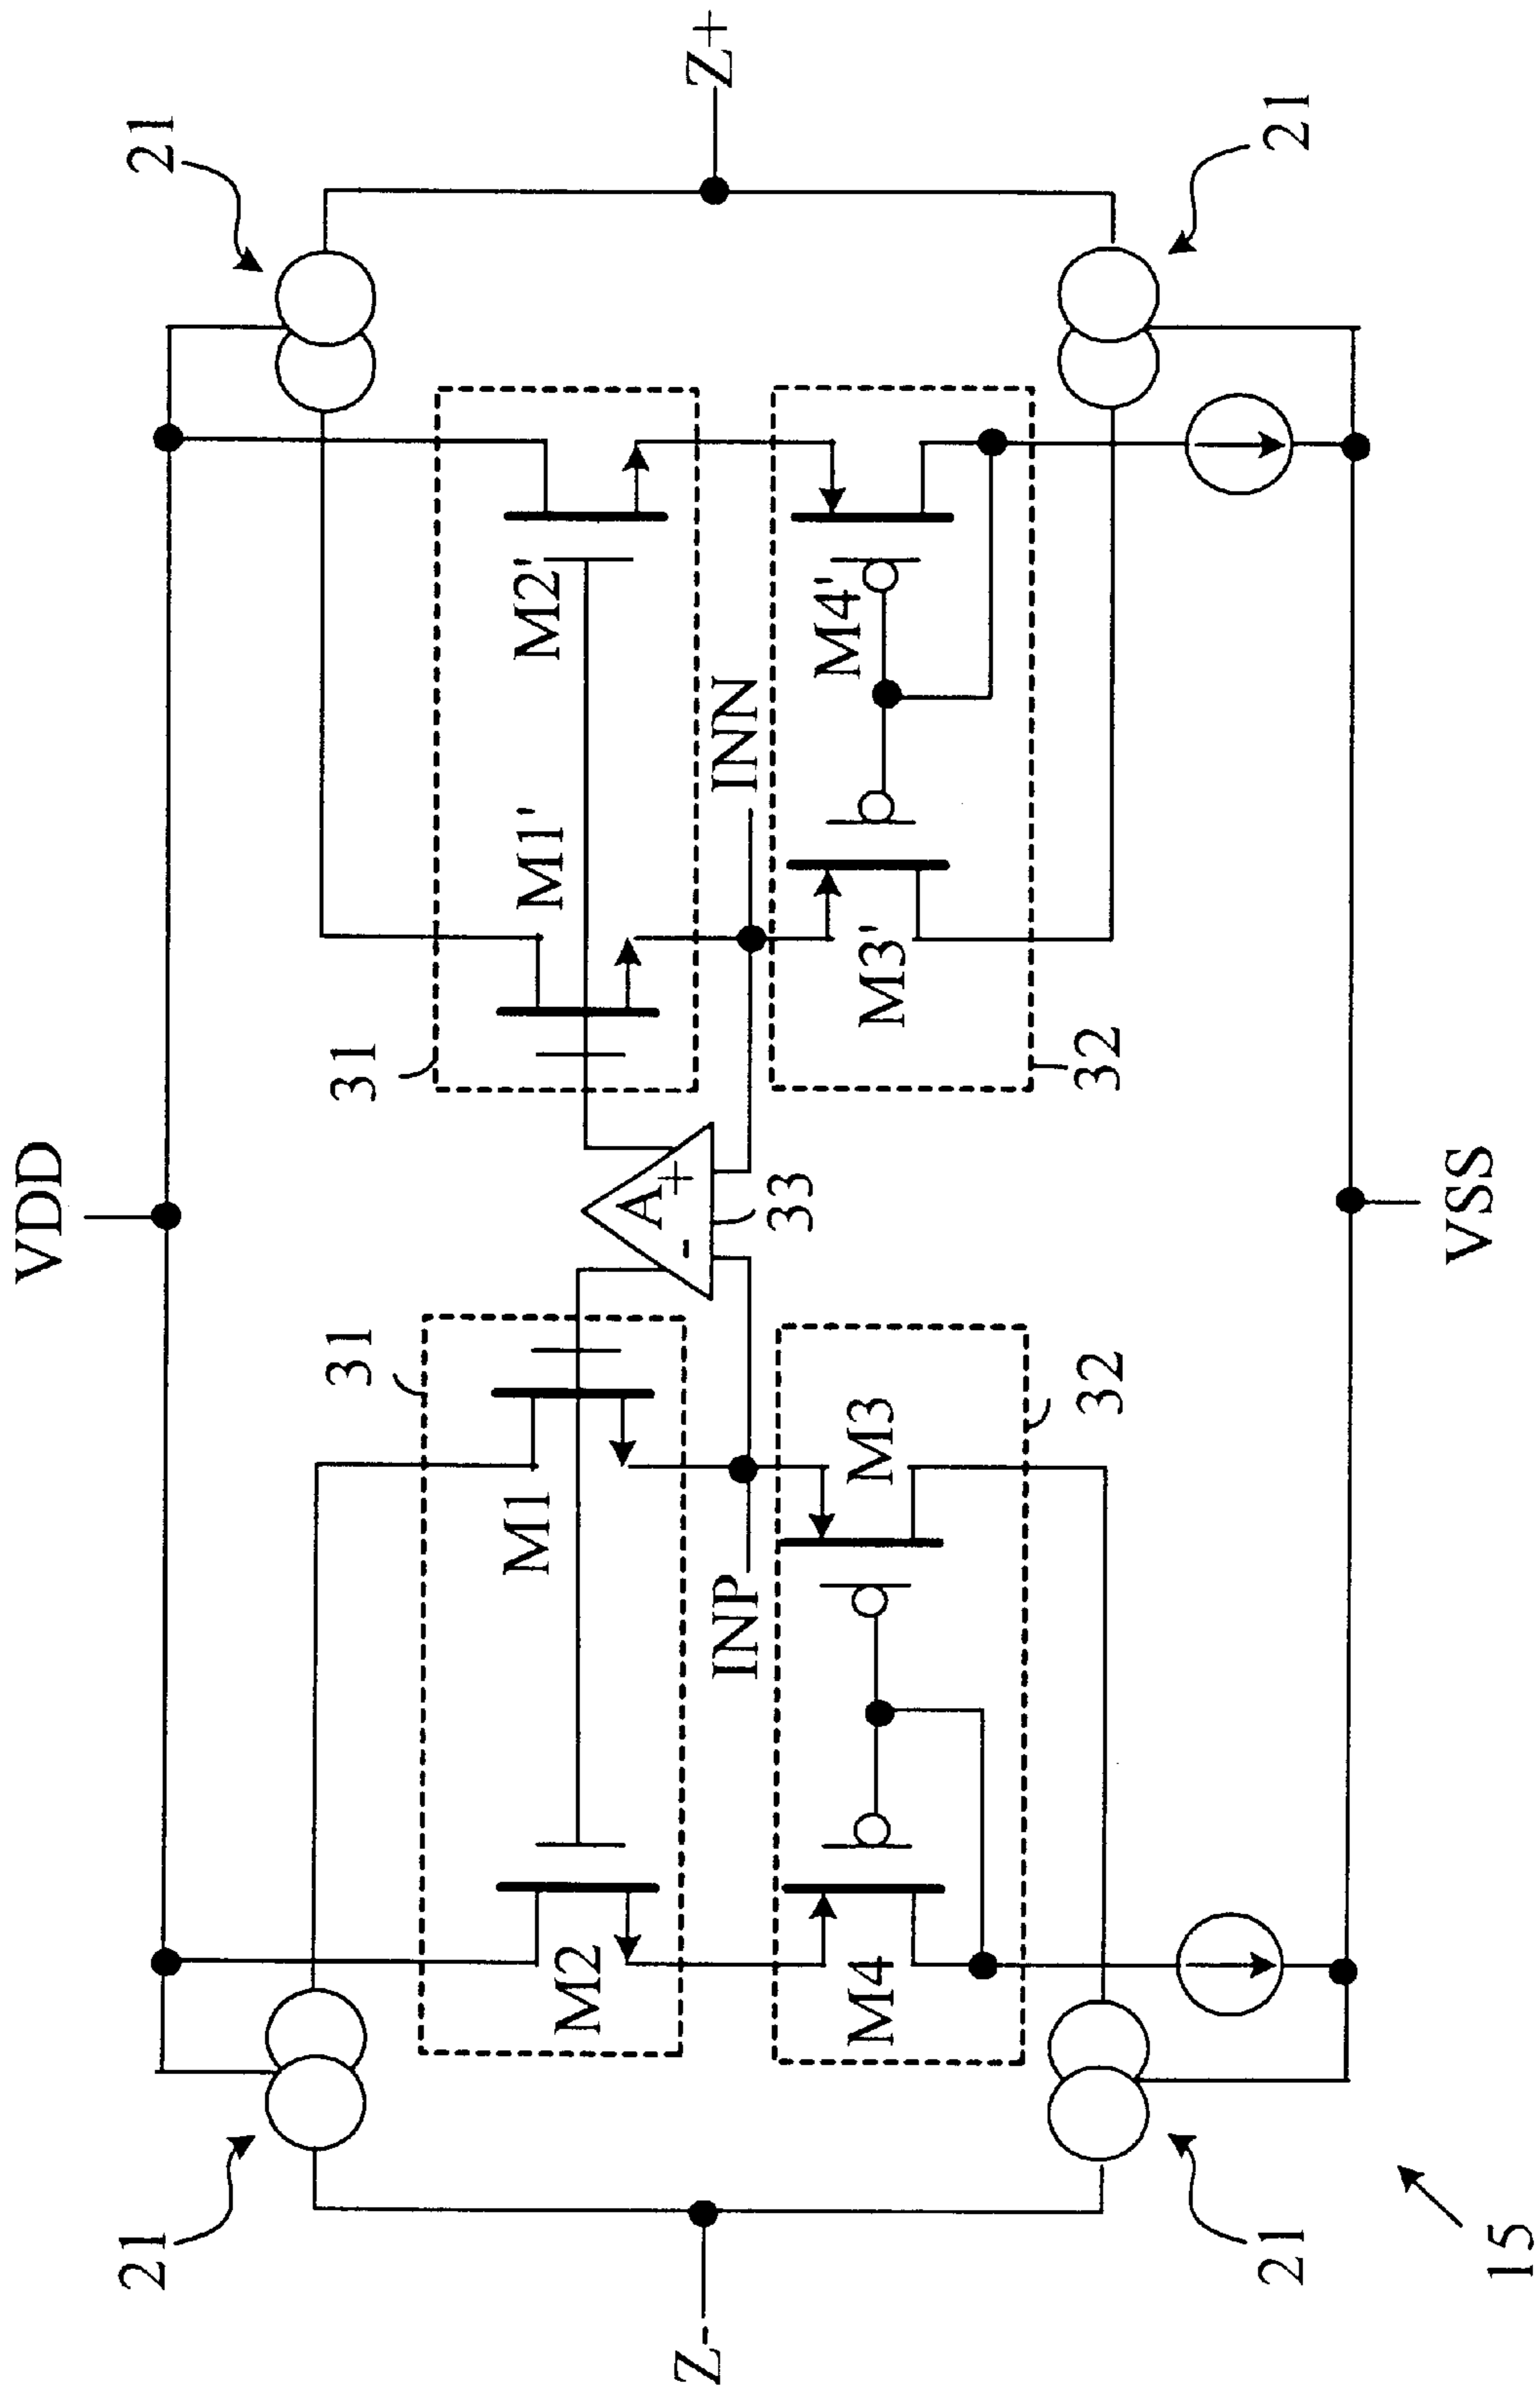 VDD
21
21
31
31
M1
M1'
M2
M2'
A
- +
33
INP
INN
M3
M3'
M4
M4'
32
32
Z-
Z+
21
21
VSS
15